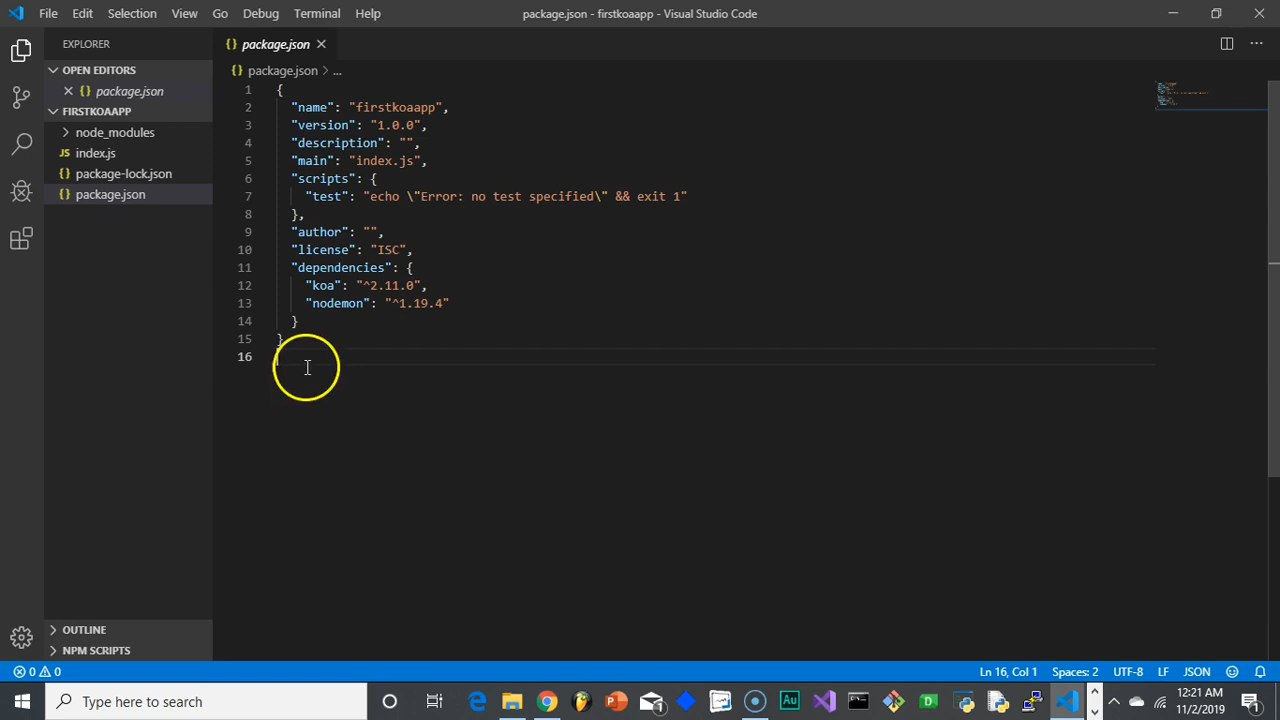 File Edit Selection View Go Debug Terminal Help
package.json - firstkoaapp - Visual Studio Code
EXPLORER
OPEN EDITORS
package.json
FIRSTKOAAPP
node_modules
JS index.js
{} package-lock.json
{} package.json
OUTLINE
NPM SCRIPTS
{} package.json
{} package.json > ...
1 {
2 "name": "firstkoaapp",
3 "version": "1.0.0",
4 "description": "",
5 "main": "index.js",
6 "scripts": {
7 "test": "echo \"Error: no test specified\" && exit 1"
8 },
9 "author": "",
10 "license": "ISC",
11 "dependencies": {
12 "koa": "^2.11.0",
13 "nodemon": "^1.19.4"
14 }
15 }
16
0 0
Ln 16, Col 1 Spaces: 2 UTF-8 LF JSON
Type here to search
12:21 AM
11/2/2019